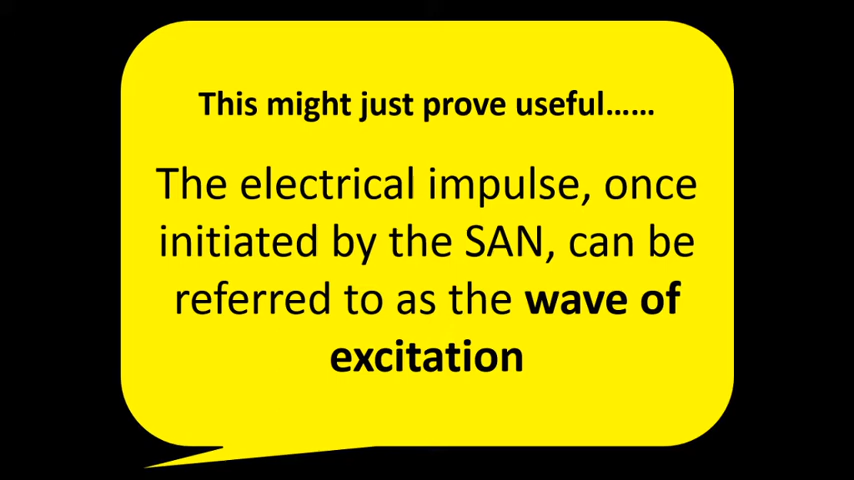 This might just prove useful……
The electrical impulse, once
initiated by the SAN, can be
referred to as the wave of
excitation